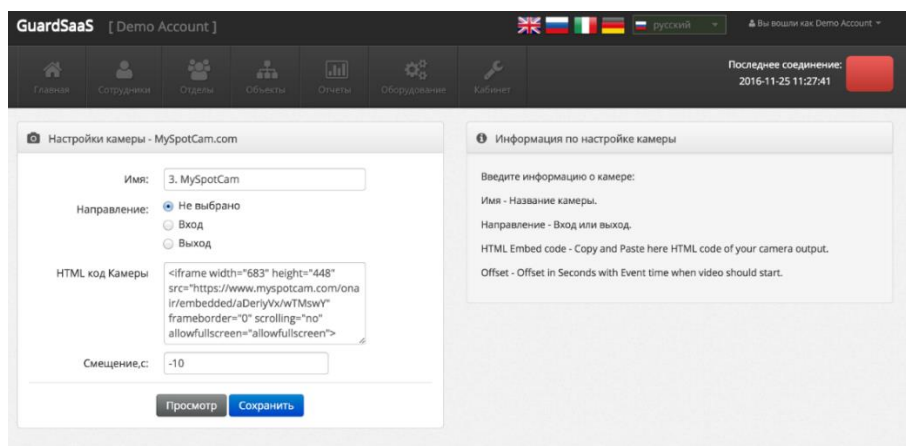 GuardSaaS [ Demo Account ]
русский
Вы вошли как Demo Account
Главная
Сотрудники
Отделы
Объекты
Отчеты
Оборудование
Кабинет
Последнее соединение:
2016-11-25 11:27:41
Настройки камеры - MySpotCam.com
Имя:
3. MySpotCam
Направление:
Не выбрано
Вход
Выход
HTML код Камеры
<iframe width="683" height="448"
src="https://www.myspotcam.com/ona
ir/embedded/aDeriyVx/wTMswY"
frameborder="0" scrolling="no"
allowfullscreen="allowfullscreen">
Смещение,с:
-10
Просмотр
Сохранить
Информация по настройке камеры
Введите информацию о камере:
Имя - Название камеры.
Направление - Вход или выход.
HTML Embed code - Copy and Paste here HTML code of your camera output.
Offset - Offset in Seconds with Event time when video should start.